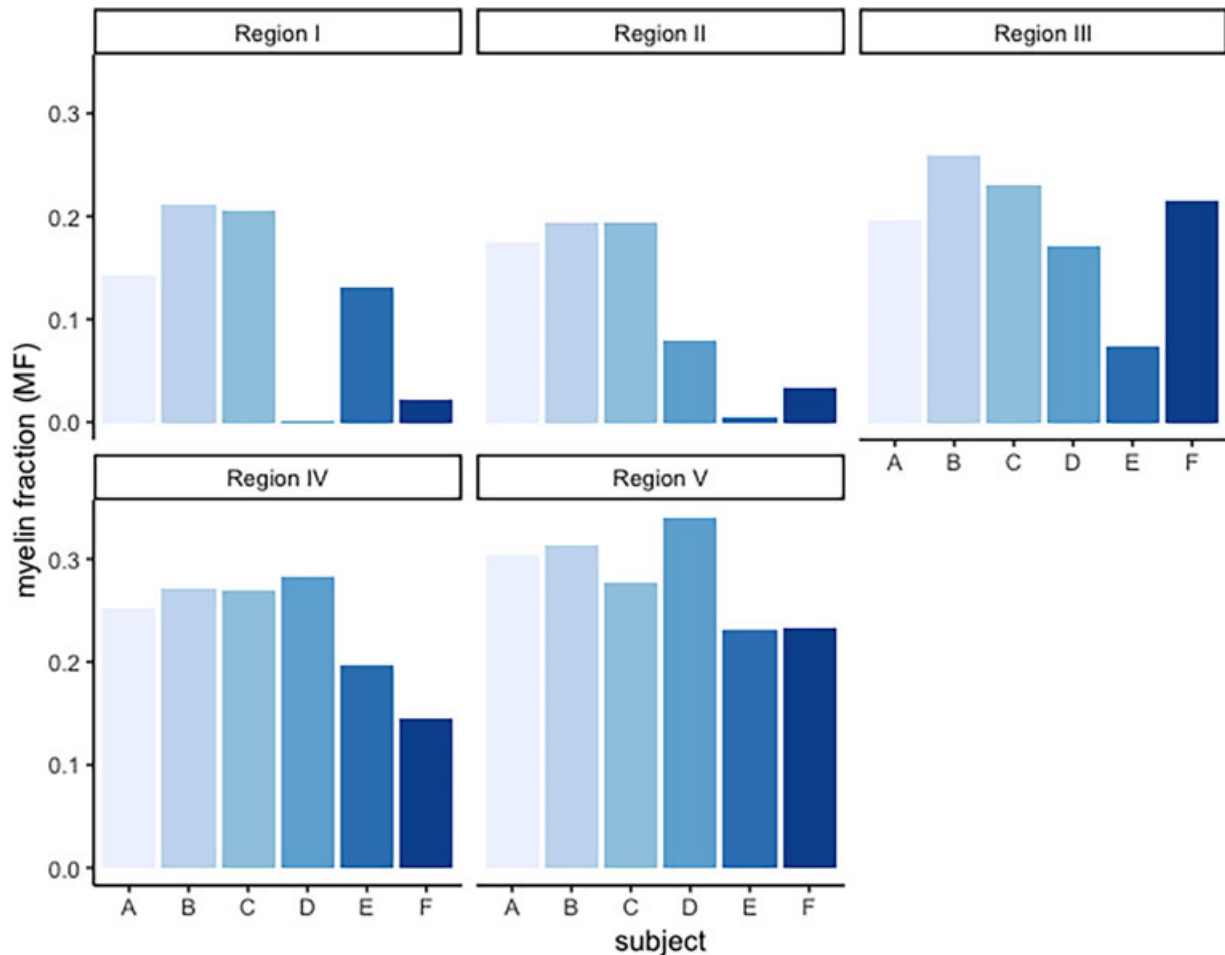 Region I
Region II
Region III
myelin fraction (MF)
0.3
0.2
0.1
0.0
A B C D E F
Region IV
Region V
0.3
0.2
0.1
0.0
A B C D E F
A B C D E F
subject